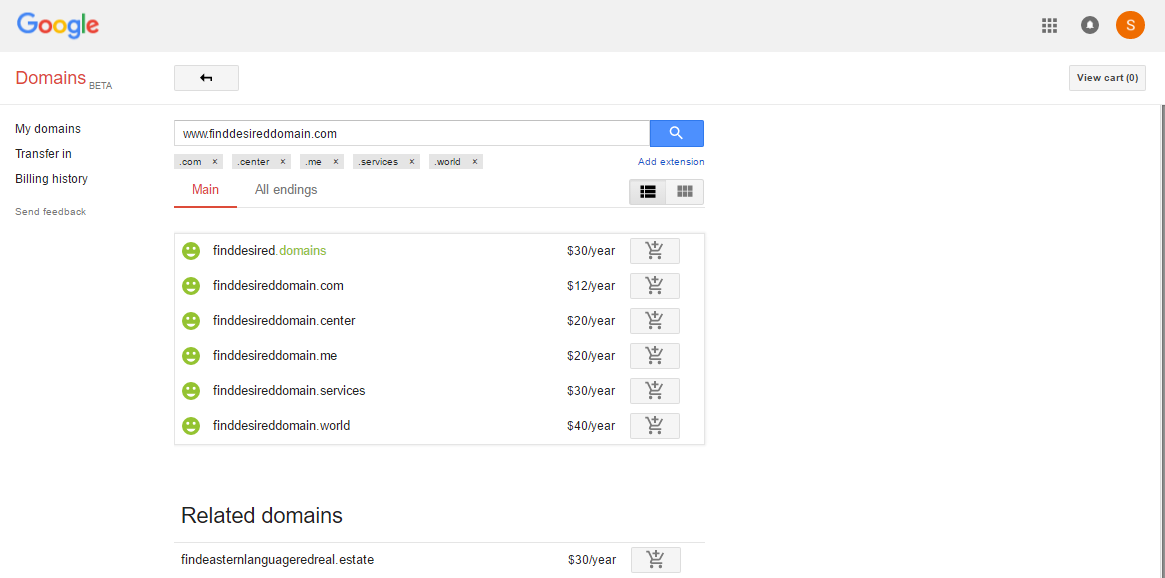 Google
S
Domains BETA
View cart (0)
My domains
Transfer in
Billing history
Send feedback
www.finddesireddomain.com
.com × .center × .me × .services × .world ×
Add extension
Main All endings
finddesired.domains $30/year
finddesireddomain.com $12/year
finddesireddomain.center $20/year
finddesireddomain.me $20/year
finddesireddomain.services $30/year
finddesireddomain.world $40/year
Related domains
findeasternlanguageredreal.estate $30/year